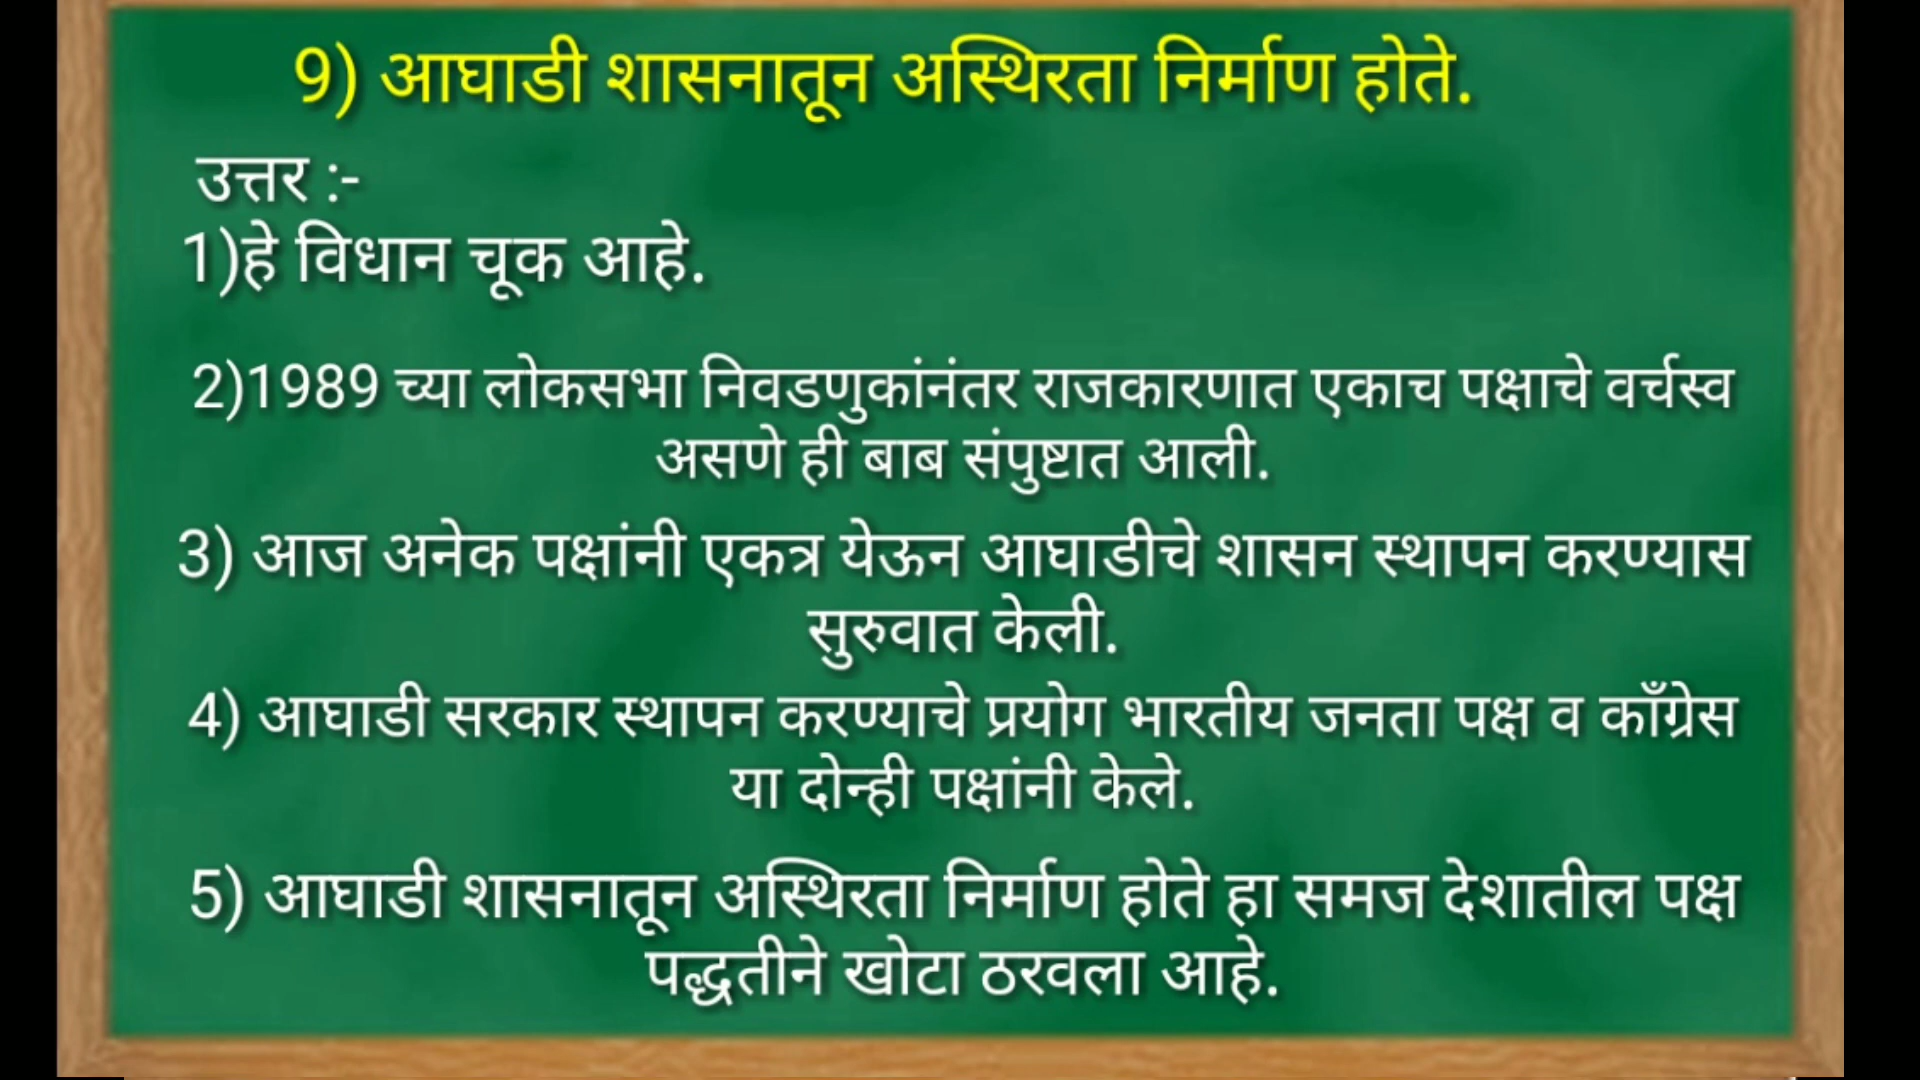 9) आघाडी शासनातून अस्थिरता निर्माण होते.
उत्तर :-
1)हे विधान चूक आहे.
2)1989 च्या लोकसभा निवडणुकांनंतर राजकारणात एकाच पक्षाचे वर्चस्व
असणे ही बाब संपुष्टात आली.
3) आज अनेक पक्षांनी एकत्र येऊन आघाडीचे शासन स्थापन करण्यास
सुरुवात केली.
4) आघाडी सरकार स्थापन करण्याचे प्रयोग भारतीय जनता पक्ष व काँग्रेस
या दोन्ही पक्षांनी केले.
5) आघाडी शासनातून अस्थिरता निर्माण होते हा समज देशातील पक्ष
पद्धतीने खोटा ठरवला आहे.